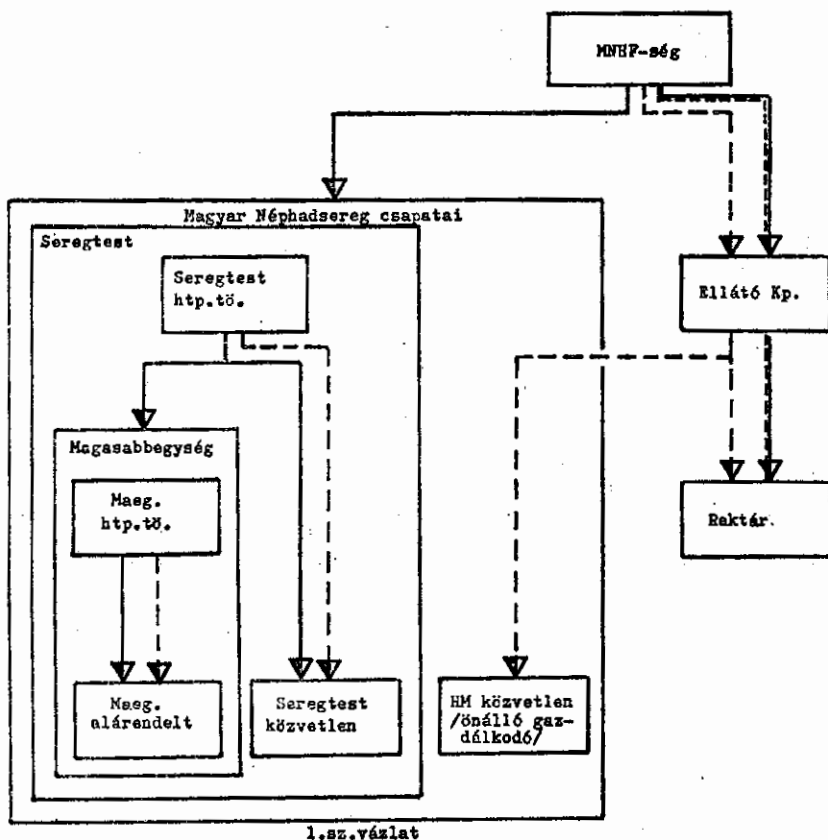 MNHF-ség
Magyar Néphadsereg csapatai
Seregtest
Seregtest
htp.tö.
Ellátó Kp.
Magasabbegység
Maeg.
htp.tö.
Raktár.
Maeg.
alárendelt
Seregtest
közvetlen
HM közvetlen
/önálló gaz-
dálkodó/
1.sz.vázlat